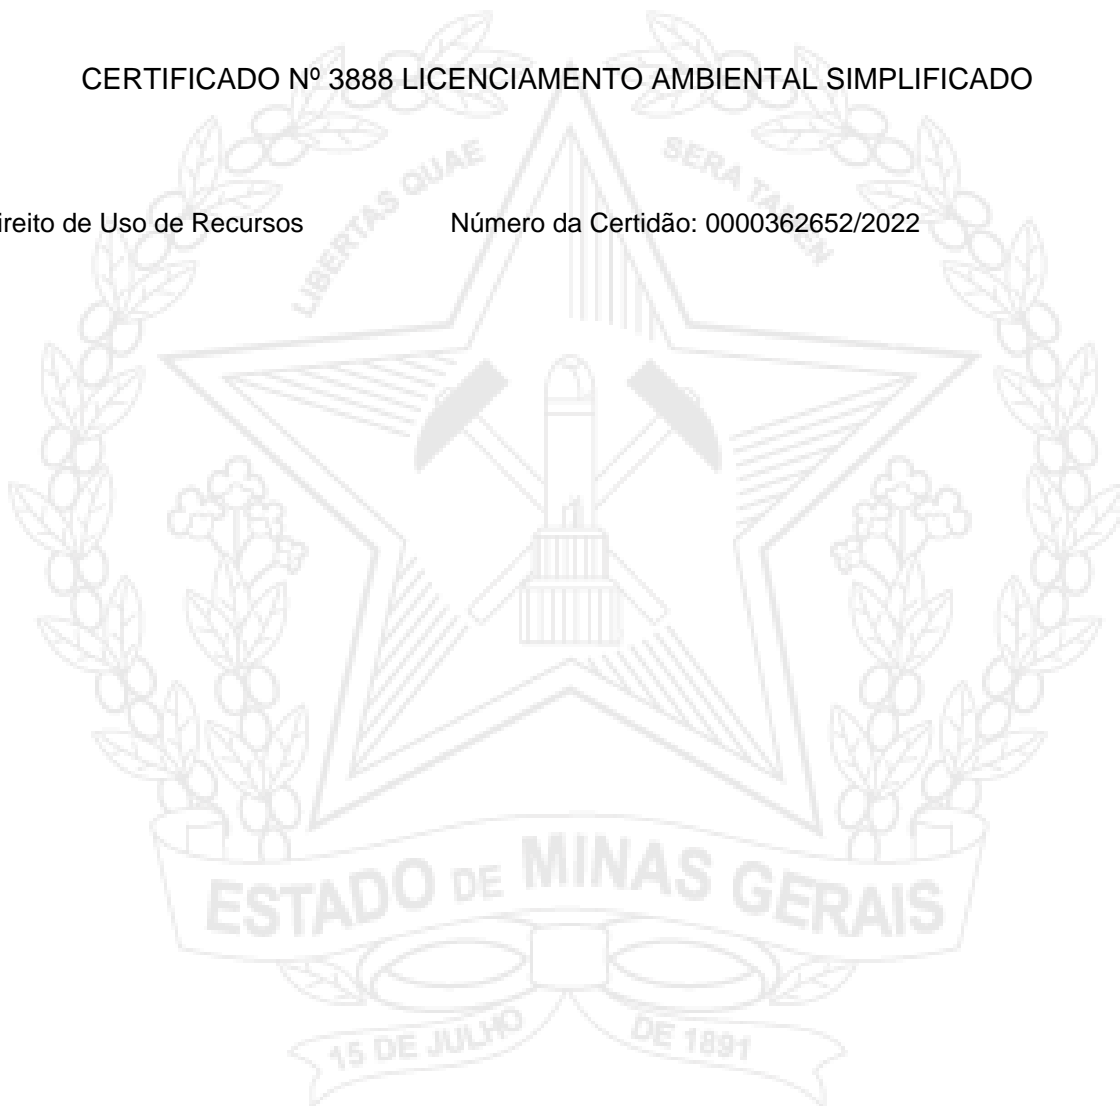 CERTIFICADO Nº 3888 LICENCIAMENTO AMBIENTAL SIMPLIFICADO
LIBERTAS QUAE SERA TAMEN
ireito de Uso de Recursos Número da Certidão: 0000362652/2022
ESTADO DE MINAS GERAIS
15 DE JULHO DE 1891